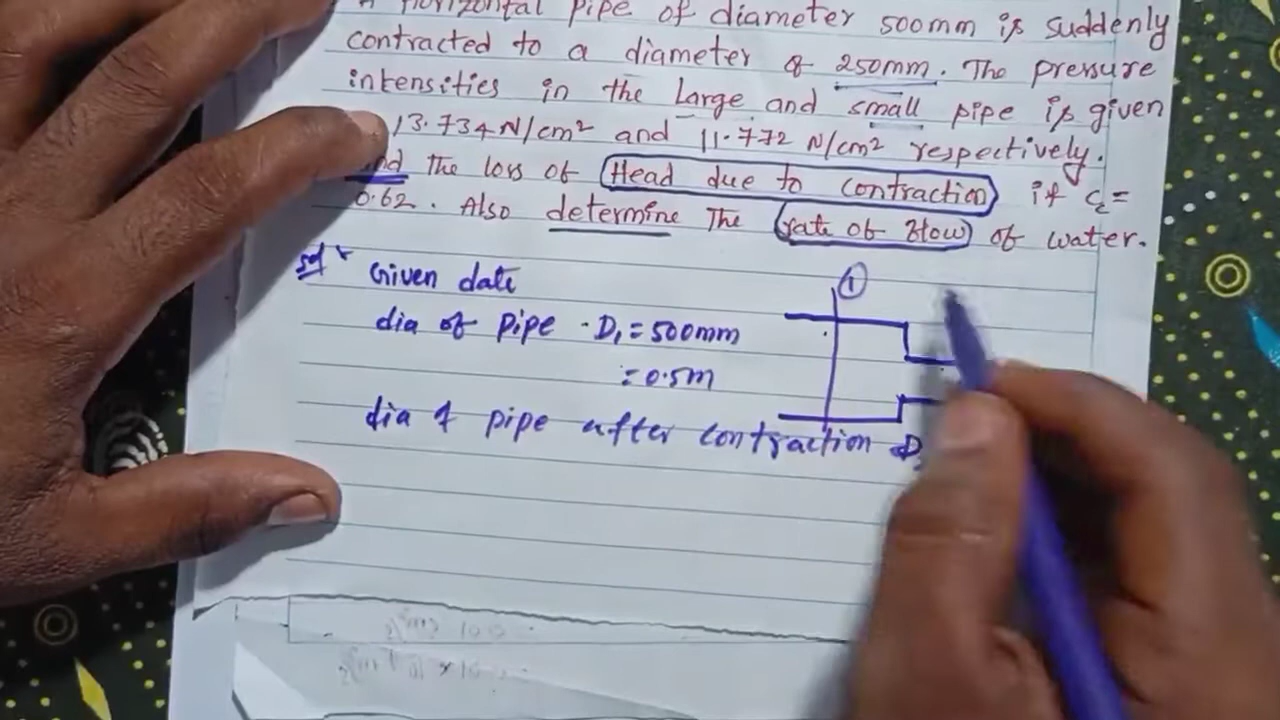 Horizontal pipe of diameter 500mm is suddenly
contracted to a diameter of 250mm. The pressure
intensities in the large and small pipe is given
13.734 N/cm² and 11.772 N/cm² respectively.
the loss of Head due to contraction if Cc =
0.62. Also determine The rate of flow of water.
sol Given date
①
dia of pipe D₁ = 500mm
= 0.5m
dia of pipe after contraction D₂